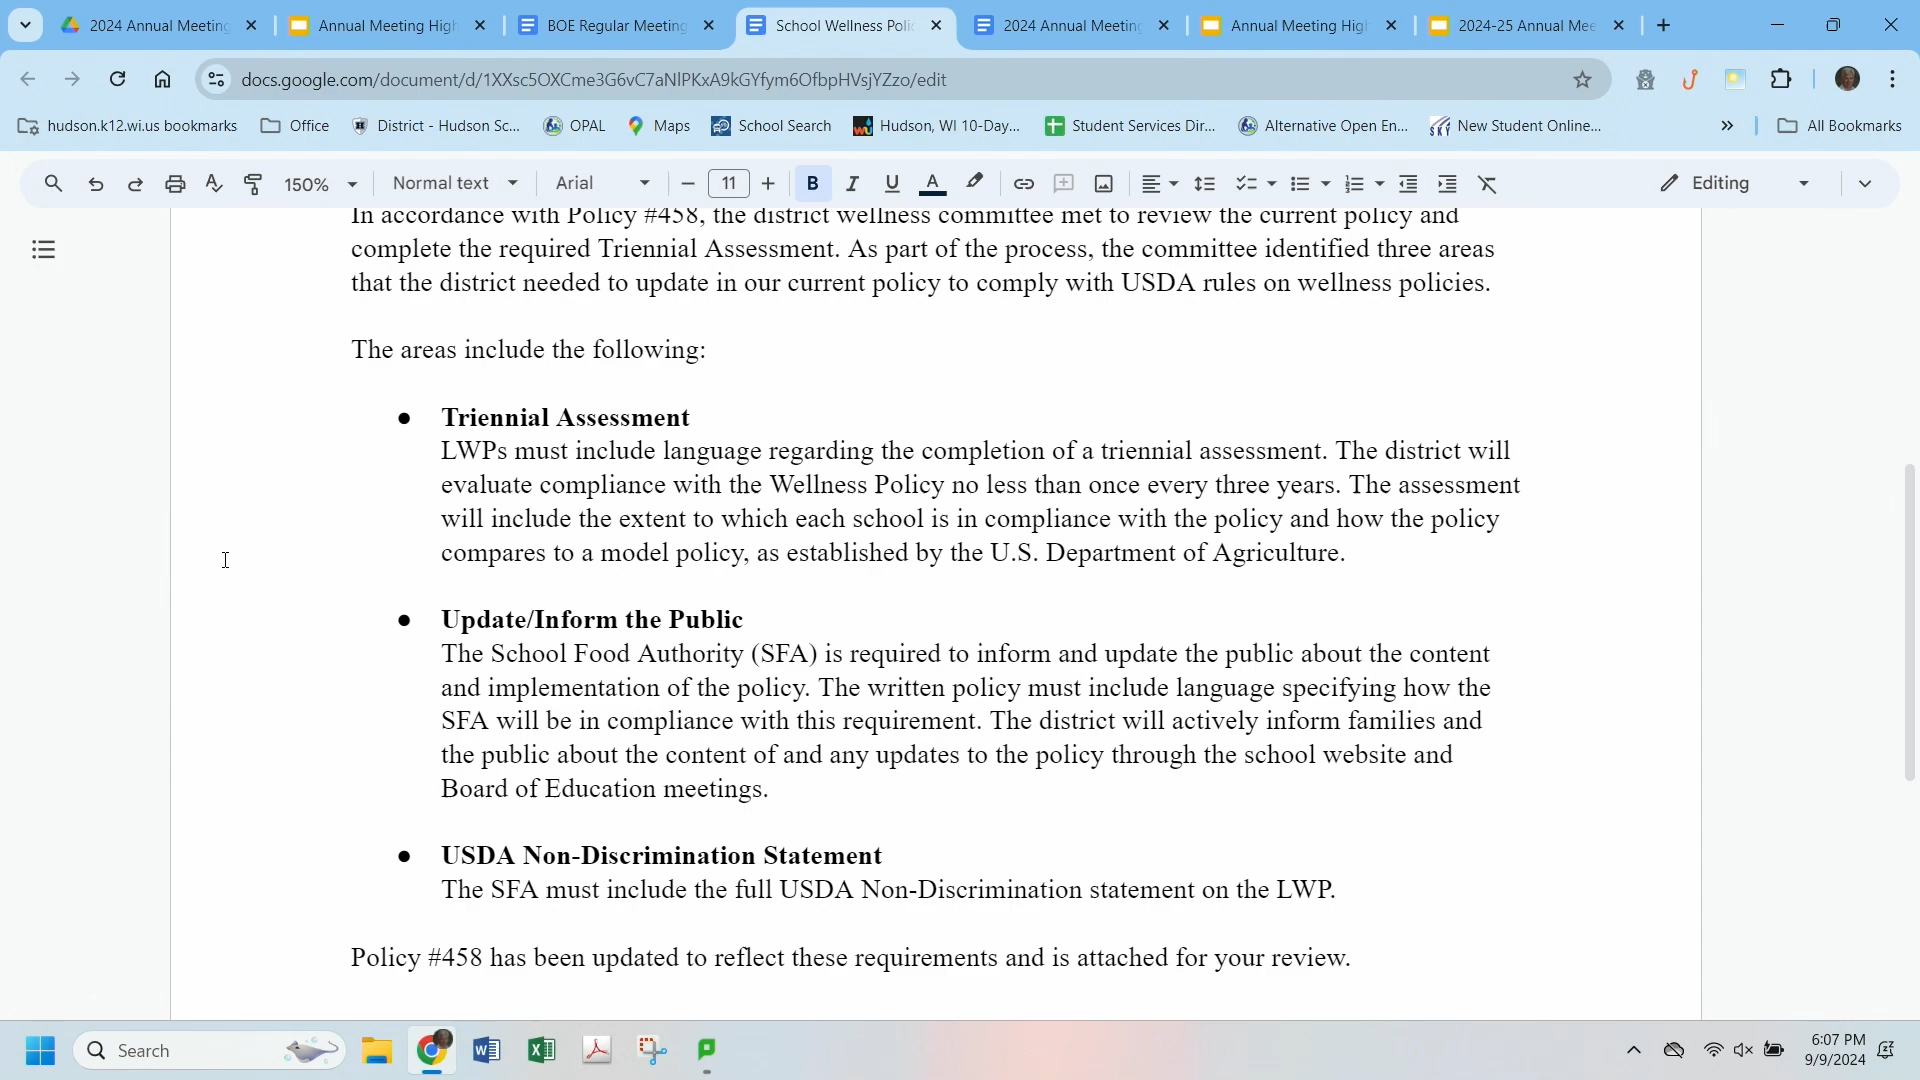 2024 Annual Meeting
Annual Meeting High
BOE Regular Meeting
School Wellness Poli
2024 Annual Meeting
Annual Meeting High
2024-25 Annual Mee
docs.google.com/document/d/1XXsc5OXCme3G6vC7aNlPKxA9kGYfym6OfbpHVsjYZzo/edit
hudson.k12.wi.us bookmarks
Office
District - Hudson Sc...
OPAL
Maps
School Search
Hudson, WI 10-Day...
Student Services Dir...
Alternative Open En...
New Student Online...
All Bookmarks
150%
Normal text
Arial
11
Editing
In accordance with Policy #458, the district wellness committee met to review the current policy and
complete the required Triennial Assessment. As part of the process, the committee identified three areas
that the district needed to update in our current policy to comply with USDA rules on wellness policies.
The areas include the following:
● Triennial Assessment
LWPs must include language regarding the completion of a triennial assessment. The district will
evaluate compliance with the Wellness Policy no less than once every three years. The assessment
will include the extent to which each school is in compliance with the policy and how the policy
compares to a model policy, as established by the U.S. Department of Agriculture.
● Update/Inform the Public
The School Food Authority (SFA) is required to inform and update the public about the content
and implementation of the policy. The written policy must include language specifying how the
SFA will be in compliance with this requirement. The district will actively inform families and
the public about the content of and any updates to the policy through the school website and
Board of Education meetings.
● USDA Non-Discrimination Statement
The SFA must include the full USDA Non-Discrimination statement on the LWP.
Policy #458 has been updated to reflect these requirements and is attached for your review.
Search
6:07 PM
9/9/2024